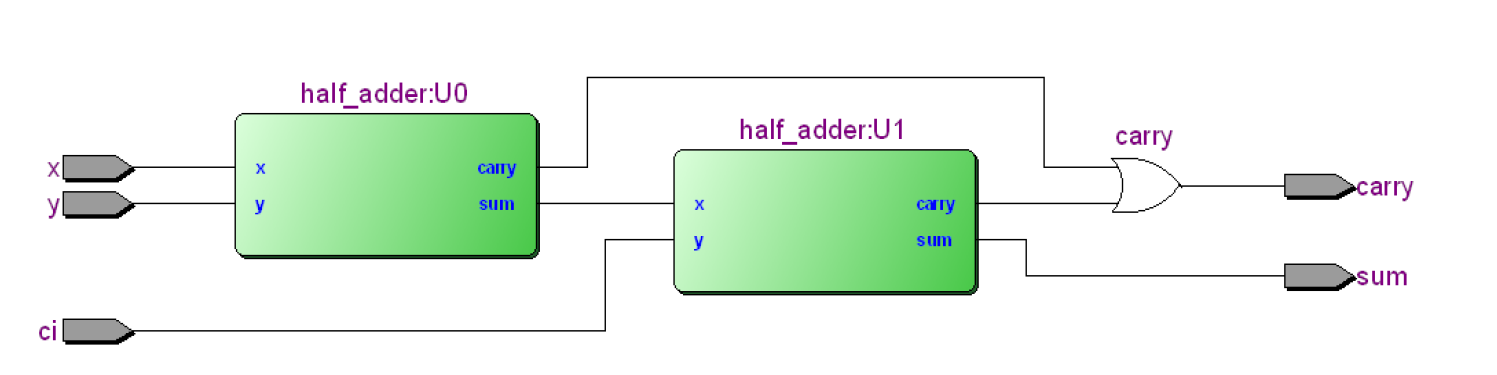 half_adder:U0
half_adder:U1
carry
x
x
carry
carry
y
y
sum
x
carry
y
sum
sum
ci